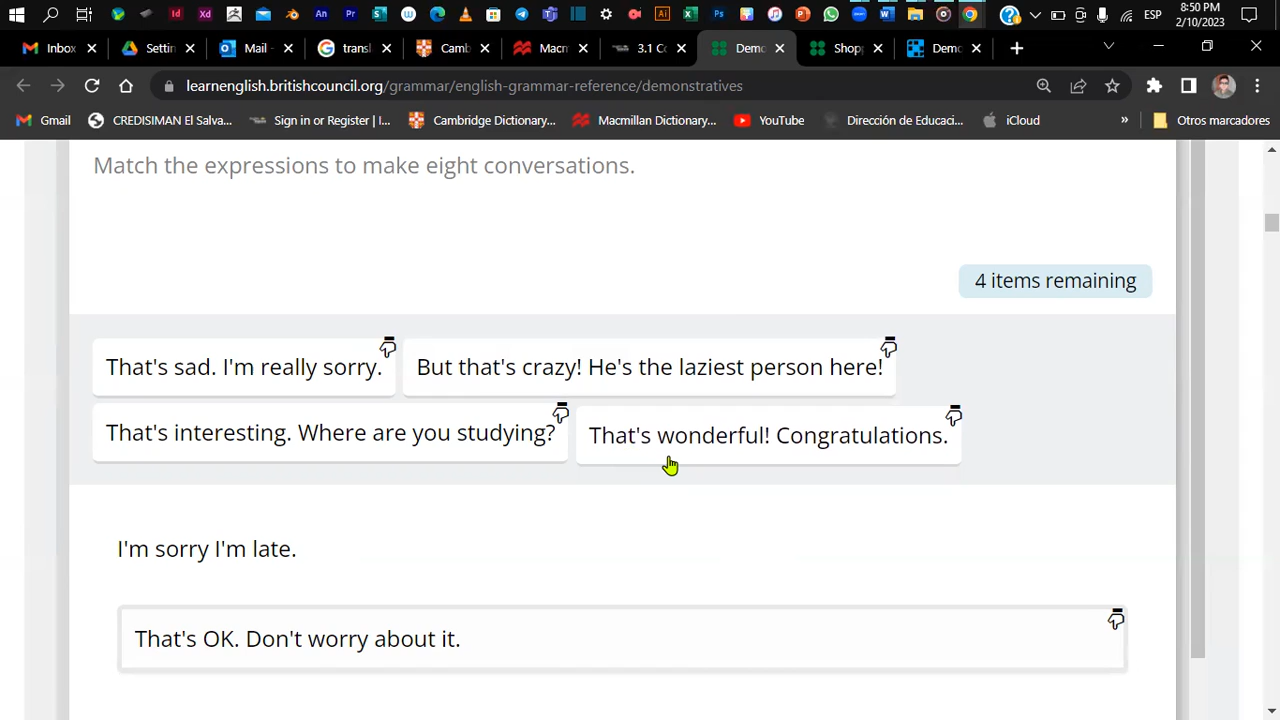 ESP
8:50 PM
2/10/2023
Inbox
Settin
Mail -
transl
Camb
Macm
3.1 Co
Demo
Shopp
Demo
learnenglish.britishcouncil.org/grammar/english-grammar-reference/demonstratives
Gmail
CREDISIMAN El Salva...
Sign in or Register | I...
Cambridge Dictionary...
Macmillan Dictionary...
YouTube
Dirección de Educaci...
iCloud
»
Otros marcadores
Match the expressions to make eight conversations.
4 items remaining
That's sad. I'm really sorry.
But that's crazy! He's the laziest person here!
That's interesting. Where are you studying?
That's wonderful! Congratulations.
I'm sorry I'm late.
That's OK. Don't worry about it.